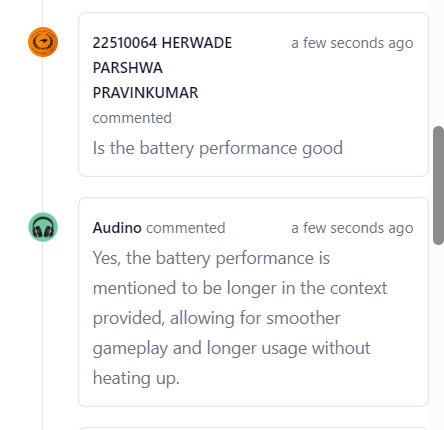 22510064 HERWADE a few seconds ago
PARSHWA
PRAVINKUMAR
commented
Is the battery performance good
Audino commented a few seconds ago
Yes, the battery performance is
mentioned to be longer in the context
provided, allowing for smoother
gameplay and longer usage without
heating up.